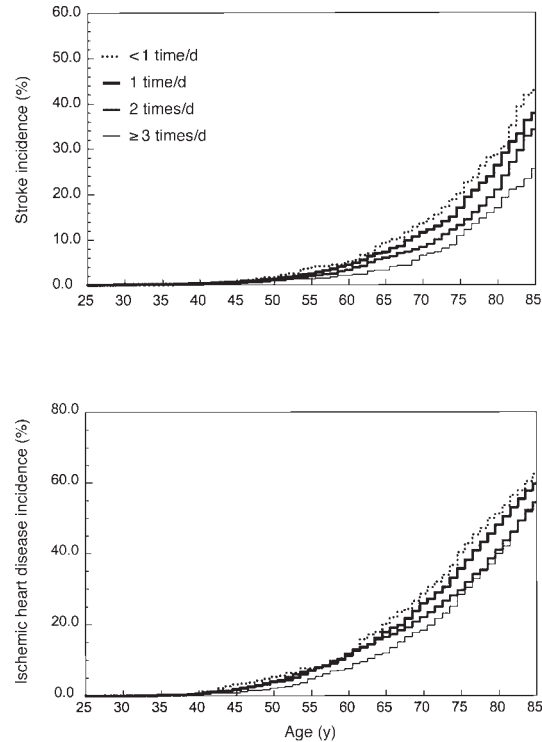 60.0
50.0
40.0
30.0
20.0
10.0
0.0
Stroke incidence (%)
<1 time/d
1 time/d
2 times/d
≥3 times/d
25 30 35 40 45 50 55 60 65 70 75 80 85
80.0
60.0
40.0
20.0
0.0
Ischemic heart disease incidence (%)
25 30 35 40 45 50 55 60 65 70 75 80 85
Age (y)